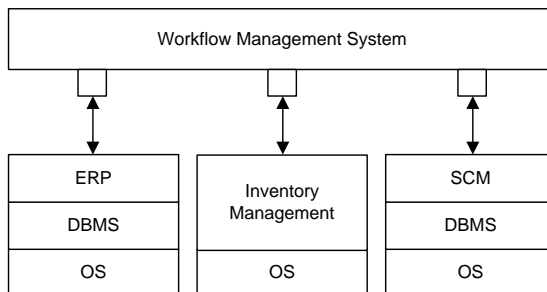 Workflow Management System
ERP
DBMS
OS
Inventory
Management
OS
SCM
DBMS
OS